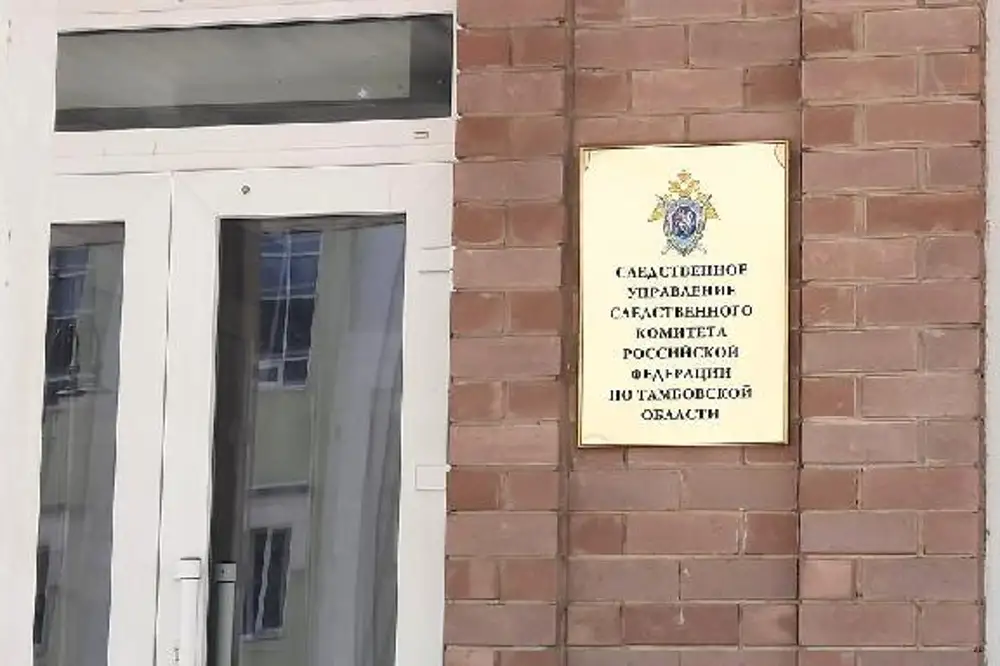 СЛЕДСТВЕННОЕ
УПРАВЛЕНИЕ
СЛЕДСТВЕННОГО
КОМИТЕТА
РОССИЙСКОЙ
ФЕДЕРАЦИИ
ПО ТАМБОВСКОЙ
ОБЛАСТИ